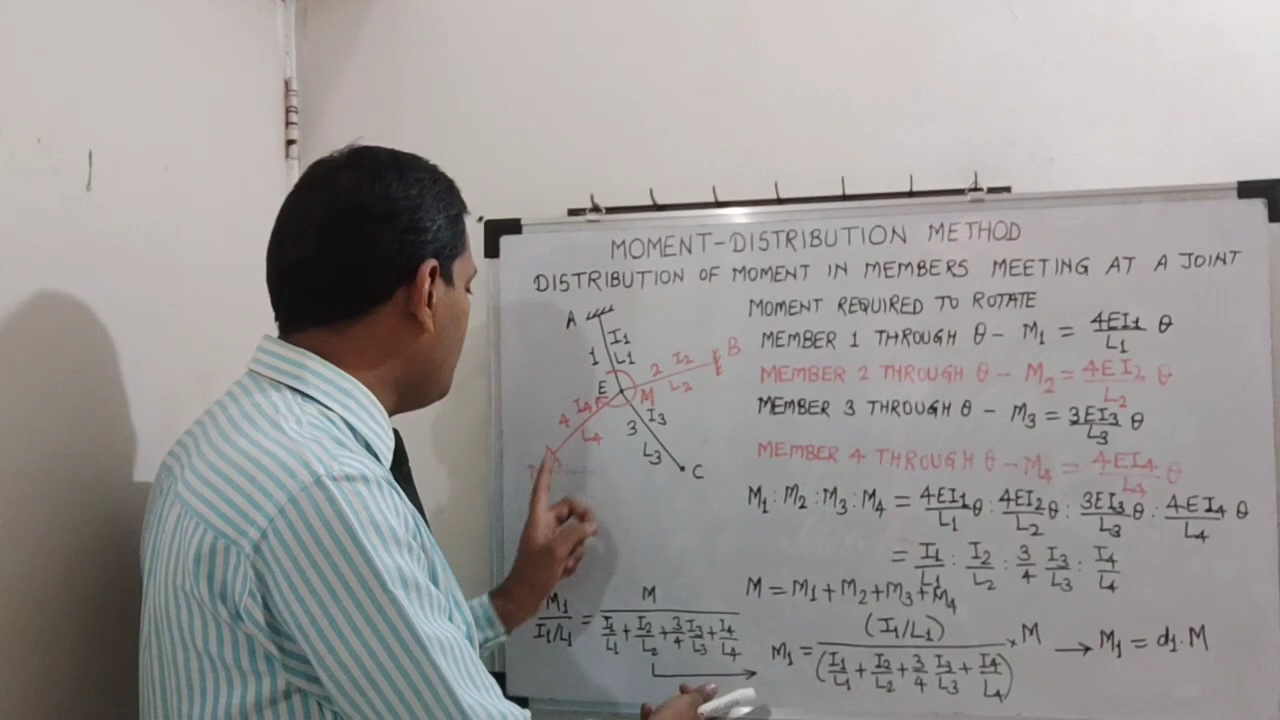 MOMENT-DISTRIBUTION METHOD
DISTRIBUTION OF MOMENT IN MEMBERS MEETING AT A JOINT
A
I₁
1 L₁
2 I₂ B
L₂
E
M
4 I₄
L₄
I₃
3
L₃
C
MOMENT REQUIRED TO ROTATE
MEMBER 1 THROUGH θ - M₁ = 4EI₁/L₁ θ
MEMBER 2 THROUGH θ - M₂ = 4EI₂/L₂ θ
MEMBER 3 THROUGH θ - M₃ = 3EI₃/L₃ θ
MEMBER 4 THROUGH θ - M₄ = 4EI₄/L₄ θ
M₁ : M₂ : M₃ : M₄ = 4EI₁/L₁ θ : 4EI₂/L₂ θ : 3EI₃/L₃ θ : 4EI₄/L₄ θ
= I₁/L₁ : I₂/L₂ : 3/4 I₃/L₃ : I₄/L₄
M = M₁ + M₂ + M₃ + M₄
M₁/(I₁/L₁) = M/(I₁/L₁ + I₂/L₂ + 3/4 I₃/L₃ + I₄/L₄)
M₁ = (I₁/L₁)/(I₁/L₁ + I₂/L₂ + 3/4 I₃/L₃ + I₄/L₄) × M → M₁ = d₁. M